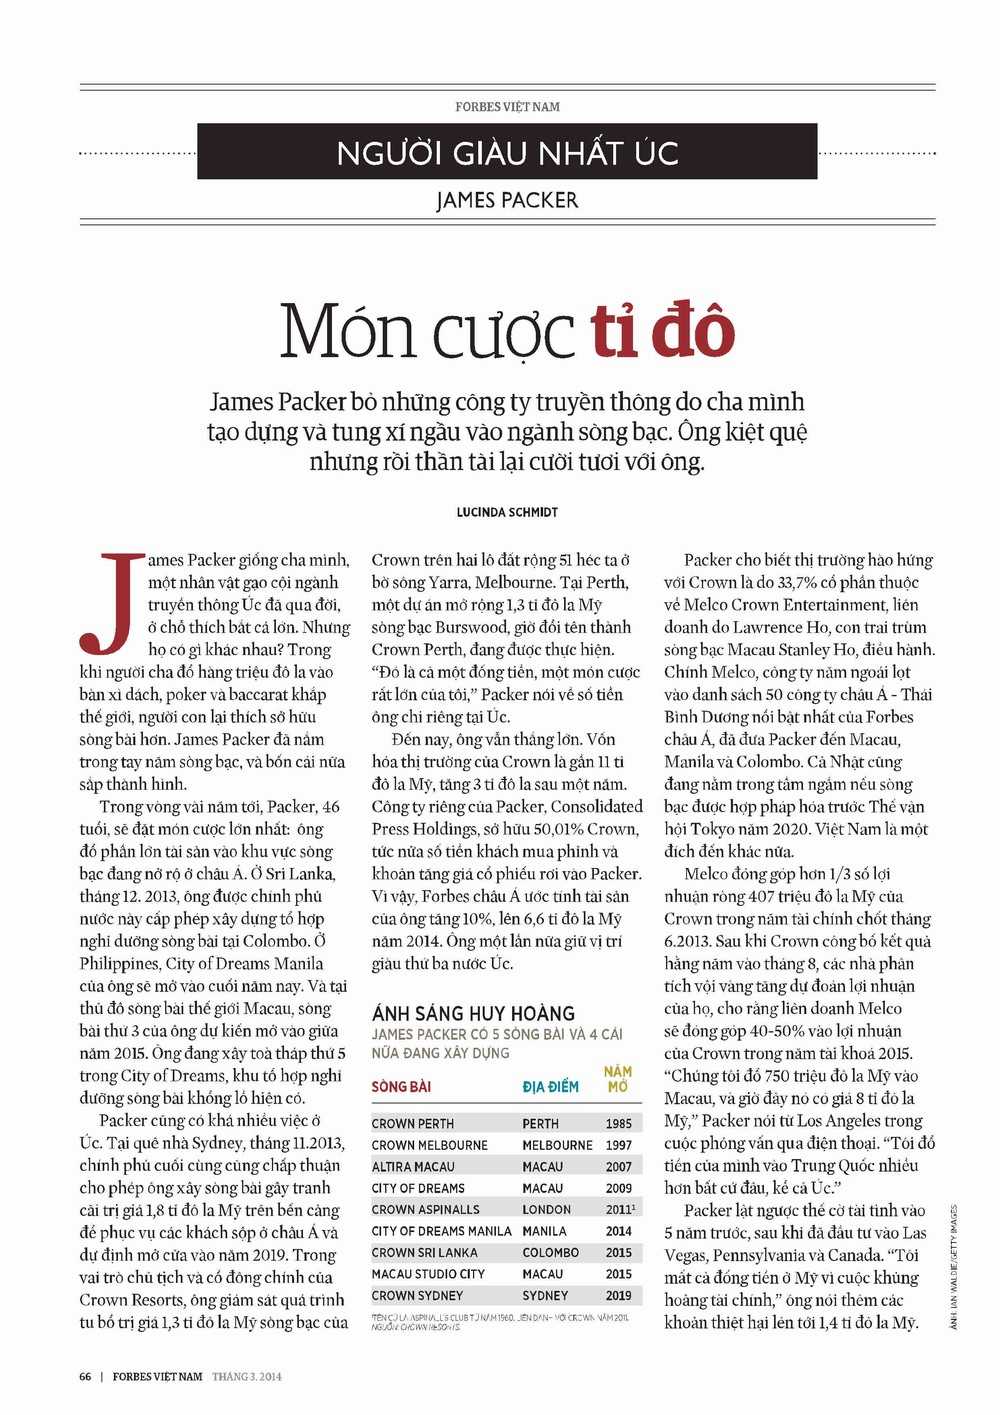 FORBES VIỆT NAM
NGƯỜI GIÀU NHẤT ÚC
JAMES PACKER
Món cược tỉ đô
James Packer bỏ những công ty truyền thông do cha mình
tạo dựng và tung xí ngầu vào ngành sòng bạc. Ông kiệt quệ
nhưng rồi thần tài lại cười tươi với ông.
LUCINDA SCHMIDT
James Packer giống cha mình,
một nhân vật gạo cội ngành
truyền thông Úc đã qua đời,
ở chỗ thích bắt cá lớn. Nhưng
họ có gì khác nhau? Trong
khi người cha đổ hàng triệu đô la vào
bàn xì dách, poker và baccarat khắp
thế giới, người con lại thích sở hữu
sòng bài hơn. James Packer đã nắm
trong tay năm sòng bạc, và bốn cái nữa
sắp thành hình.
Trong vòng vài năm tới, Packer, 46
tuổi, sẽ đặt món cược lớn nhất: ông
đổ phần lớn tài sản vào khu vực sòng
bạc đang nở rộ ở châu Á. Ở Sri Lanka,
tháng 12. 2013, ông được chính phủ
nước này cấp phép xây dựng tổ hợp
nghỉ dưỡng sòng bài tại Colombo. Ở
Philippines, City of Dreams Manila
của ông sẽ mở vào cuối năm nay. Và tại
thủ đô sòng bài thế giới Macau, sòng
bài thứ 3 của ông dự kiến mở vào giữa
năm 2015. Ông đang xây toà tháp thứ 5
trong City of Dreams, khu tổ hợp nghỉ
dưỡng sòng bài khổng lồ hiện có.
Packer cũng có khá nhiều việc ở
Úc. Tại quê nhà Sydney, tháng 11.2013,
chính phủ cuối cùng cũng chấp thuận
cho phép ông xây sòng bài gây tranh
cãi trị giá 1,8 tỉ đô la Mỹ trên bến cảng
để phục vụ các khách sộp ở châu Á và
dự định mở cửa vào năm 2019. Trong
vai trò chủ tịch và cổ đông chính của
Crown Resorts, ông giám sát quá trình
tu bổ trị giá 1,3 tỉ đô la Mỹ sòng bạc của
Crown trên hai lô đất rộng 51 héc ta ở
bờ sông Yarra, Melbourne. Tại Perth,
một dự án mở rộng 1,3 tỉ đô la Mỹ
sòng bạc Burswood, giờ đổi tên thành
Crown Perth, đang được thực hiện.
“Đó là cả một đống tiền, một món cược
rất lớn của tôi,” Packer nói về số tiền
ông chi riêng tại Úc.
Đến nay, ông vẫn thắng lớn. Vốn
hóa thị trường của Crown là gần 11 tỉ
đô la Mỹ, tăng 3 tỉ đô la sau một năm.
Công ty riêng của Packer, Consolidated
Press Holdings, sở hữu 50,01% Crown,
tức nửa số tiền khách mua phỉnh và
khoản tăng giá cổ phiếu rơi vào Packer.
Vì vậy, Forbes châu Á ước tính tài sản
của ông tăng 10%, lên 6,6 tỉ đô la Mỹ
năm 2014. Ông một lần nữa giữ vị trí
giàu thứ ba nước Úc.
ÁNH SÁNG HUY HOÀNG
JAMES PACKER CÓ 5 SÒNG BÀI VÀ 4 CÁI
NỮA ĐANG XÂY DỰNG
SÒNG BÀI ĐỊA ĐIỂM NĂM MỞ
CROWN PERTH PERTH 1985
CROWN MELBOURNE MELBOURNE 1997
ALTIRA MACAU MACAU 2007
CITY OF DREAMS MACAU 2009
CROWN ASPINALLS LONDON 2011¹
CITY OF DREAMS MANILA MANILA 2014
CROWN SRI LANKA COLOMBO 2015
MACAU STUDIO CITY MACAU 2015
CROWN SYDNEY SYDNEY 2019
¹TÊN CŨ LÀ ASPINALL'S CLUB TỪ NĂM 1960. LIÊN DANH VỚI CROWN NĂM 2011.
NGUỒN: CROWN RESORTS.
Packer cho biết thị trường hào hứng
với Crown là do 33,7% cổ phần thuộc
về Melco Crown Entertainment, liên
doanh do Lawrence Ho, con trai trùm
sòng bạc Macau Stanley Ho, điều hành.
Chính Melco, công ty năm ngoái lọt
vào danh sách 50 công ty châu Á - Thái
Bình Dương nổi bật nhất của Forbes
châu Á, đã đưa Packer đến Macau,
Manila và Colombo. Cả Nhật cũng
đang nằm trong tầm ngắm nếu sòng
bạc được hợp pháp hóa trước Thế vận
hội Tokyo năm 2020. Việt Nam là một
đích đến khác nữa.
Melco đóng góp hơn 1/3 số lợi
nhuận ròng 407 triệu đô la Mỹ của
Crown trong năm tài chính chốt tháng
6.2013. Sau khi Crown công bố kết quả
hằng năm vào tháng 8, các nhà phân
tích vội vàng tăng dự đoán lợi nhuận
của họ, cho rằng liên doanh Melco
sẽ đóng góp 40-50% vào lợi nhuận
của Crown trong năm tài khoá 2015.
“Chúng tôi đổ 750 triệu đô la Mỹ vào
Macau, và giờ đây nó có giá 8 tỉ đô la
Mỹ,” Packer nói từ Los Angeles trong
cuộc phỏng vấn qua điện thoại. “Tôi đổ
tiền của mình vào Trung Quốc nhiều
hơn bất cứ đâu, kể cả Úc.”
Packer lật ngược thế cờ tài tình vào
5 năm trước, sau khi đã đầu tư vào Las
Vegas, Pennsylvania và Canada. “Tôi
mất cả đống tiền ở Mỹ vì cuộc khủng
hoảng tài chính,” ông nói thêm các
khoản thiệt hại lên tới 1,4 tỉ đô la Mỹ.
ẢNH: IAN WALDIE/GETTY IMAGES
66 | FORBES VIỆT NAM THÁNG 3. 2014